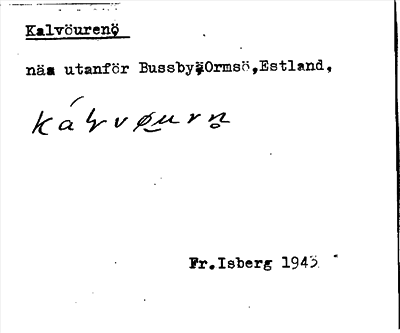 Kalvöurenö
näs utanför Bussby,Ormsö,Estland,
Fr.Isberg 1943